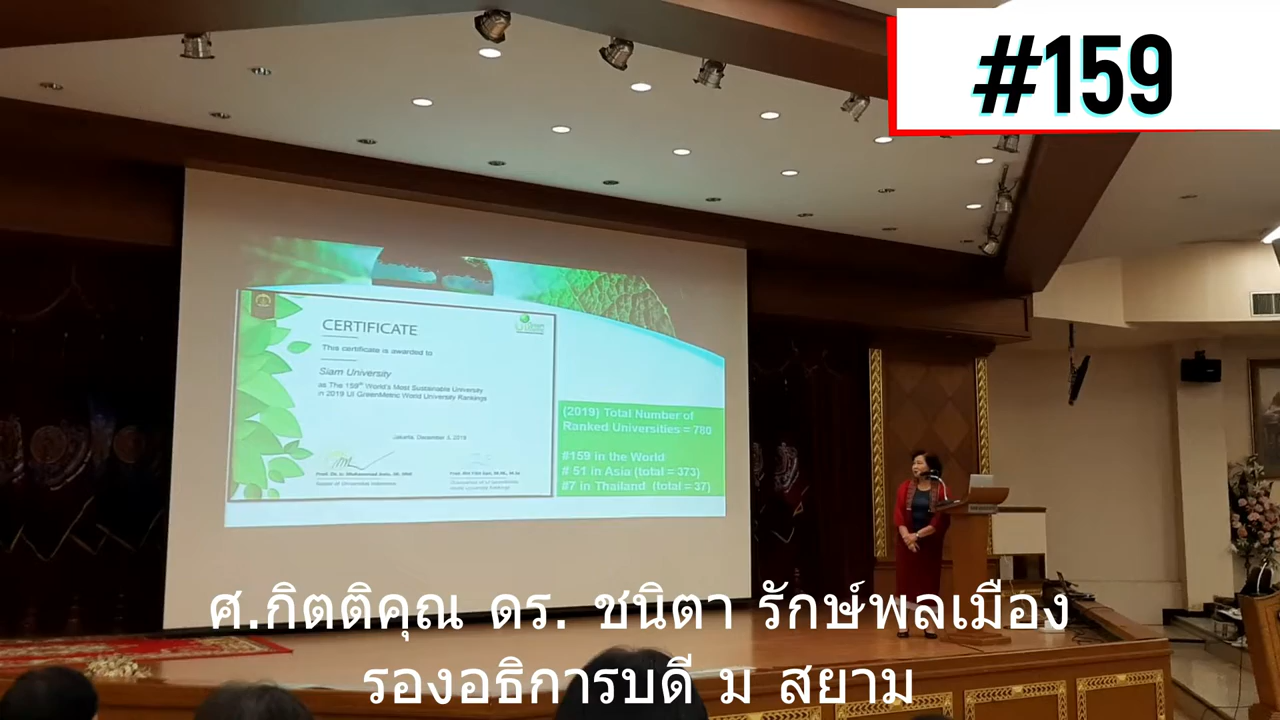 #159
CERTIFICATE
This certificate is awarded to
Siam University
as The 159th World's Most Sustainable University
in 2019 UI GreenMetric World University Rankings
Jakarta, December 3, 2019
(2019) Total Number of
Ranked Universities = 780
#159 in the World
# 51 in Asia (total = 373)
#7 in Thailand (total = 37)
ศ.กิตติคุณ ดร. ชนิตา รักษ์พลเมือง
รองอธิการบดี ม สยาม